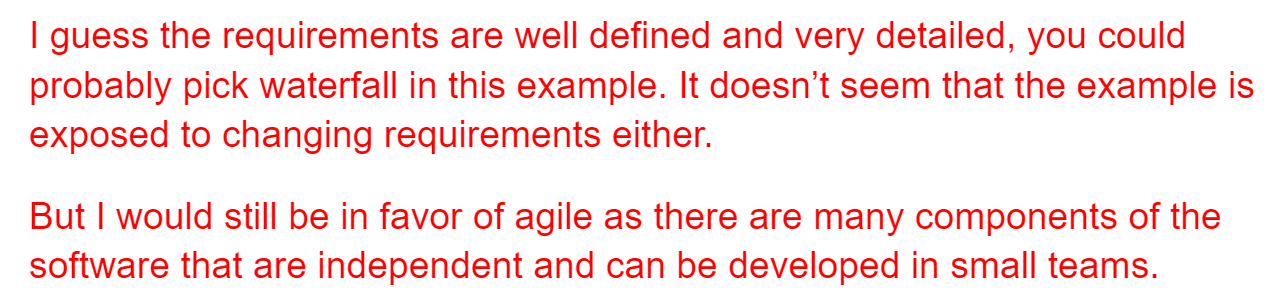 I guess the requirements are well defined and very detailed, you could
probably pick waterfall in this example. It doesn’t seem that the example is
exposed to changing requirements either.
But I would still be in favor of agile as there are many components of the
software that are independent and can be developed in small teams.